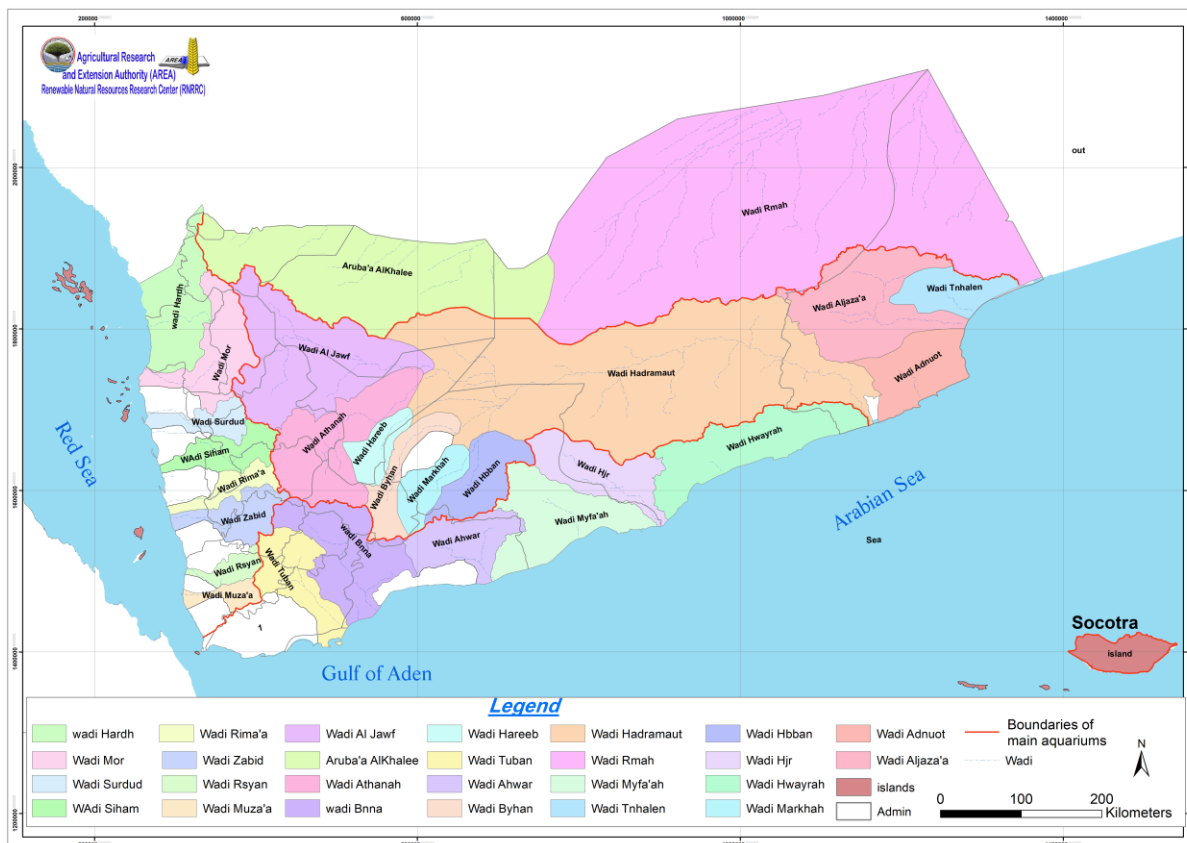 200000
600000
1000000
1400000
Agricultural Research
and Extension Authority (AREA)
Renewable Natural Resources Research Center (RNRRC)
AREA
out
2000000
Wadi Rmah
Aruba'a AlKhalee
wadi Hardh
Wadi Tnhalen
Wadi Aljaza'a
1800000
Wadi Mor
Wadi Al Jawf
Wadi Hadramaut
Wadi Adnuot
Wadi Surdud
Wadi Athanah
Wadi Hareeb
Wadi Hwayrah
Red Sea
WAdi Siham
Wadi Rima'a
Wadi Byhan
Wadi Markhah
Wadi Hbban
Wadi Hjr
1600000
Arabian Sea
Wadi Zabid
wadi Bnna
Wadi Ahwar
Wadi Myfa'ah
Sea
Wadi Rsyan
Wadi Tuban
Wadi Muza'a
1
Socotra
island
1400000
Gulf of Aden
Legend
wadi Hardh
Wadi Rima'a
Wadi Al Jawf
Wadi Hareeb
Wadi Hadramaut
Wadi Hbban
Wadi Adnuot
Boundaries of
main aquariums
Wadi Mor
Wadi Zabid
Aruba'a AlKhalee
Wadi Tuban
Wadi Rmah
Wadi Hjr
Wadi Aljaza'a
Wadi
N
Wadi Surdud
Wadi Rsyan
Wadi Athanah
Wadi Ahwar
Wadi Myfa'ah
Wadi Hwayrah
islands
WAdi Siham
Wadi Muza'a
wadi Bnna
Wadi Byhan
Wadi Tnhalen
Wadi Markhah
Admin
0 100 200
Kilometers
1200000